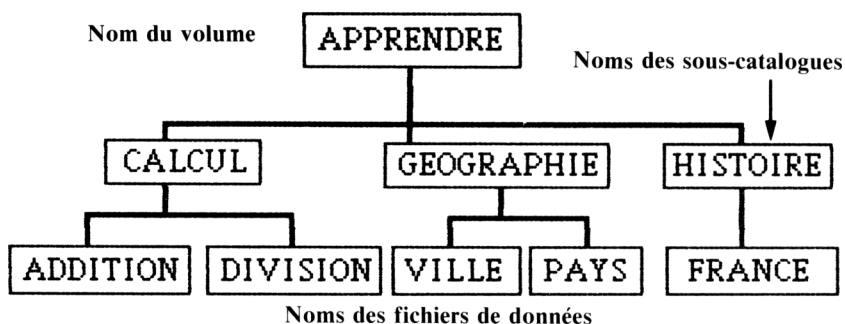 Nom du volume
APPRENDRE
Noms des sous-catalogues
CALCUL
GEOGRAPHIE
HISTOIRE
ADDITION
DIVISION
VILLE
PAYS
FRANCE
Noms des fichiers de données